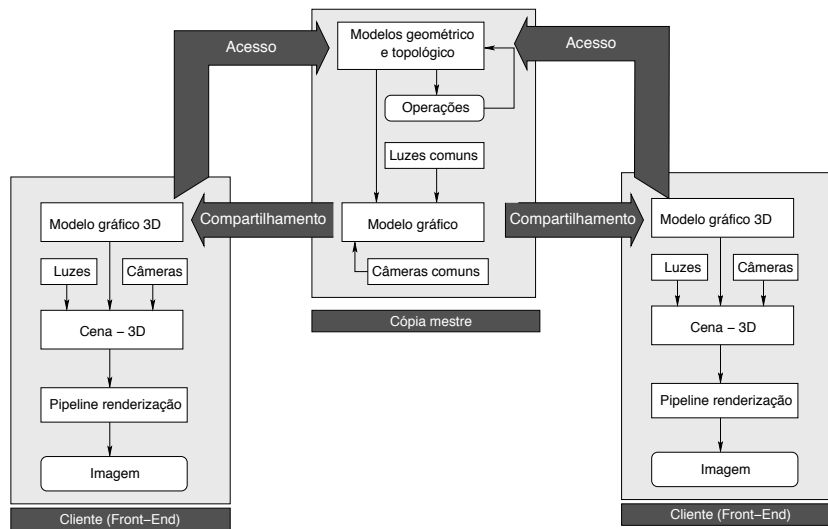 Acesso
Modelos geométrico
e topológico
Acesso
Operações
Luzes comuns
Compartilhamento
Modelo gráfico
Compartilhamento
Câmeras comuns
Cópia mestre
Modelo gráfico 3D
Luzes
Câmeras
Cena – 3D
Pipeline renderização
Imagem
Cliente (Front–End)
Modelo gráfico 3D
Luzes
Câmeras
Cena – 3D
Pipeline renderização
Imagem
Cliente (Front–End)